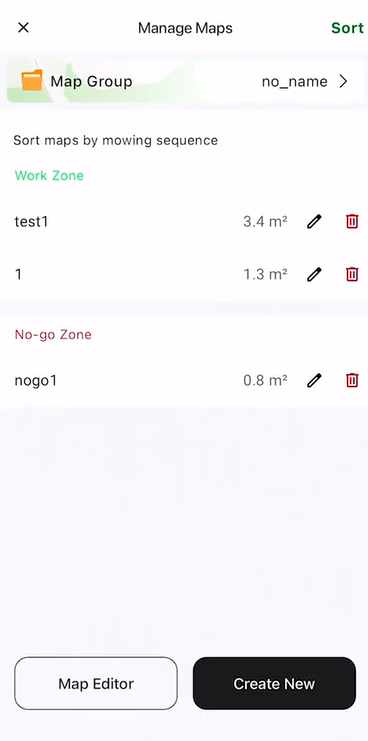 Manage Maps Sort
Map Group no_name
Sort maps by mowing sequence
Work Zone
test1 3.4 m²
1 1.3 m²
No-go Zone
nogo1 0.8 m²
Map Editor Create New